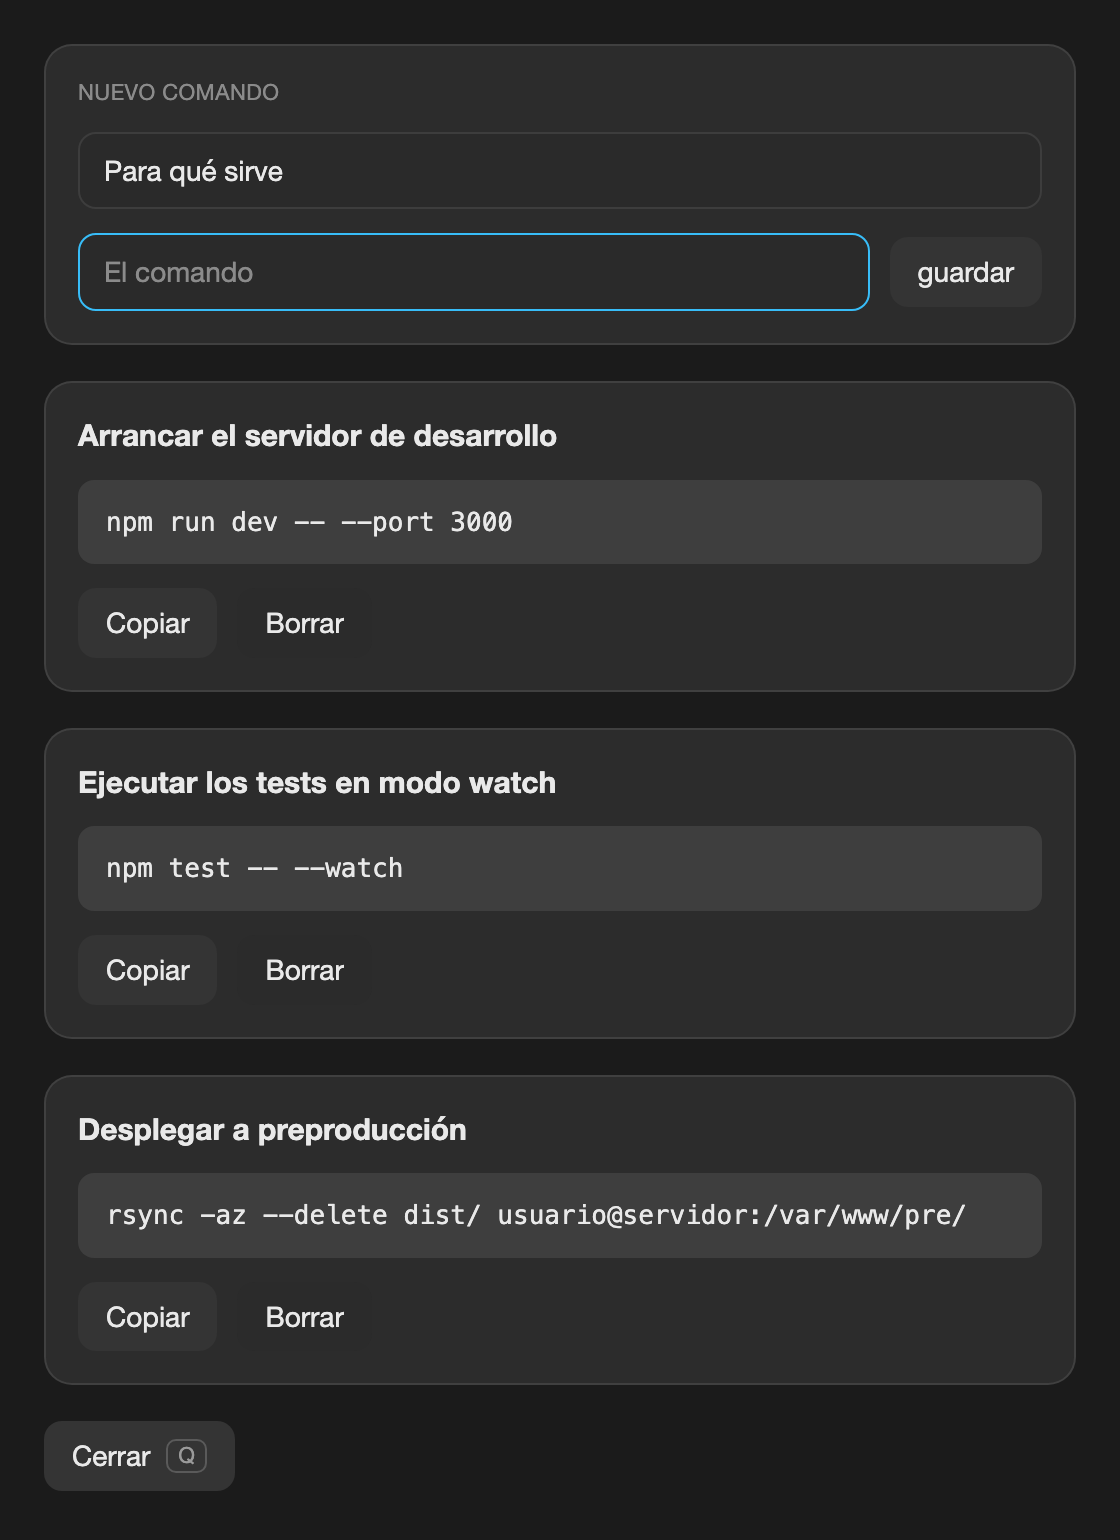 NUEVO COMANDO
Para qué sirve
El comando
guardar
Arrancar el servidor de desarrollo
npm run dev -- --port 3000
Copiar
Borrar
Ejecutar los tests en modo watch
npm test -- --watch
Copiar
Borrar
Desplegar a preproducción
rsync -az --delete dist/ usuario@servidor:/var/www/pre/
Copiar
Borrar
Cerrar Q